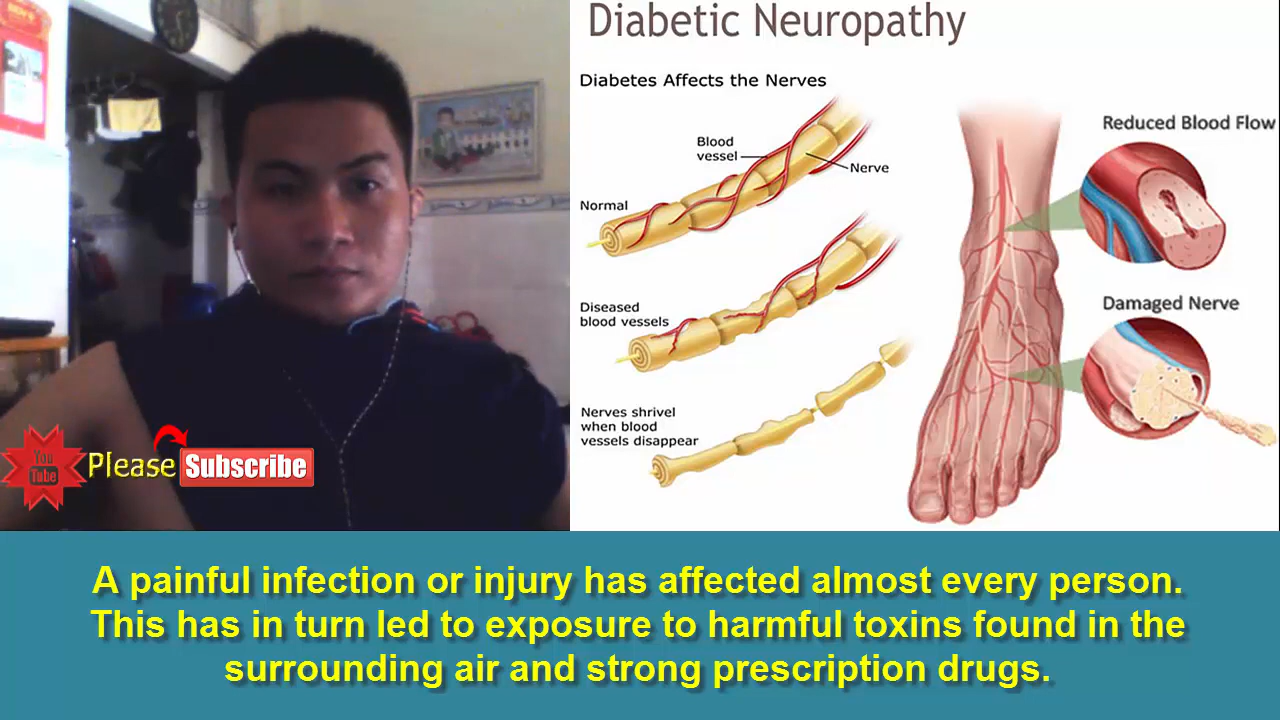 Diabetic Neuropathy
Diabetes Affects the Nerves
Blood
vessel
Nerve
Normal
Diseased
blood vessels
Nerves shrivel
when blood
vessels disappear
Reduced Blood Flow
Damaged Nerve
You
Tube
Please Subscribe
A painful infection or injury has affected almost every person.
This has in turn led to exposure to harmful toxins found in the
surrounding air and strong prescription drugs.